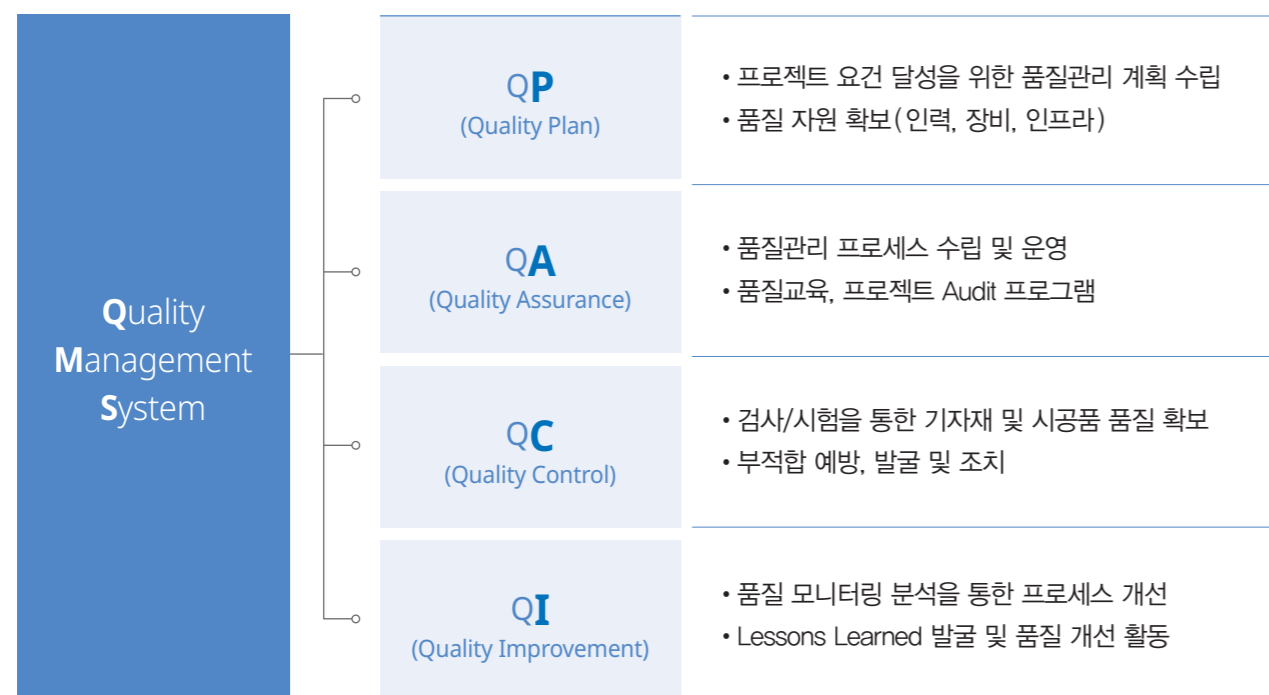 Quality
Management
System
QP
(Quality Plan)
• 프로젝트 요건 달성을 위한 품질관리 계획 수립
• 품질 자원 확보(인력, 장비, 인프라)
QA
(Quality Assurance)
• 품질관리 프로세스 수립 및 운영
• 품질교육, 프로젝트 Audit 프로그램
QC
(Quality Control)
• 검사/시험을 통한 기자재 및 시공품 품질 확보
• 부적합 예방, 발굴 및 조치
QI
(Quality Improvement)
• 품질 모니터링 분석을 통한 프로세스 개선
• Lessons Learned 발굴 및 품질 개선 활동